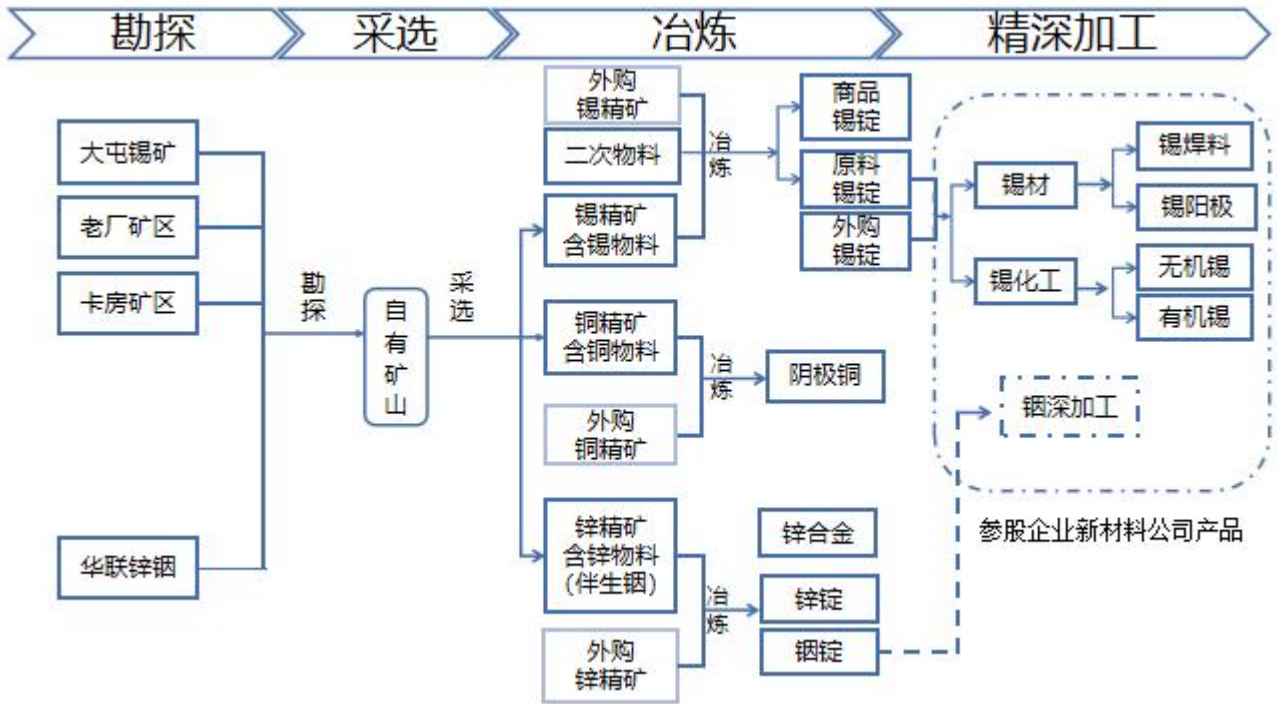 勘探
采选
冶炼
精深加工
大屯锡矿
老厂矿区
卡房矿区
华联锌铟
勘
探
自
有
矿
山
采
选
外购
锡精矿
二次物料
锡精矿
含锡物料
冶
炼
商品
锡锭
原料
锡锭
外购
锡锭
锡材
锡焊料
锡阳极
锡化工
无机锡
有机锡
铜精矿
含铜物料
外购
铜精矿
冶
炼
阴极铜
铟深加工
参股企业新材料公司产品
锌精矿
含锌物料
(伴生铟)
外购
锌精矿
冶
炼
锌合金
锌锭
铟锭